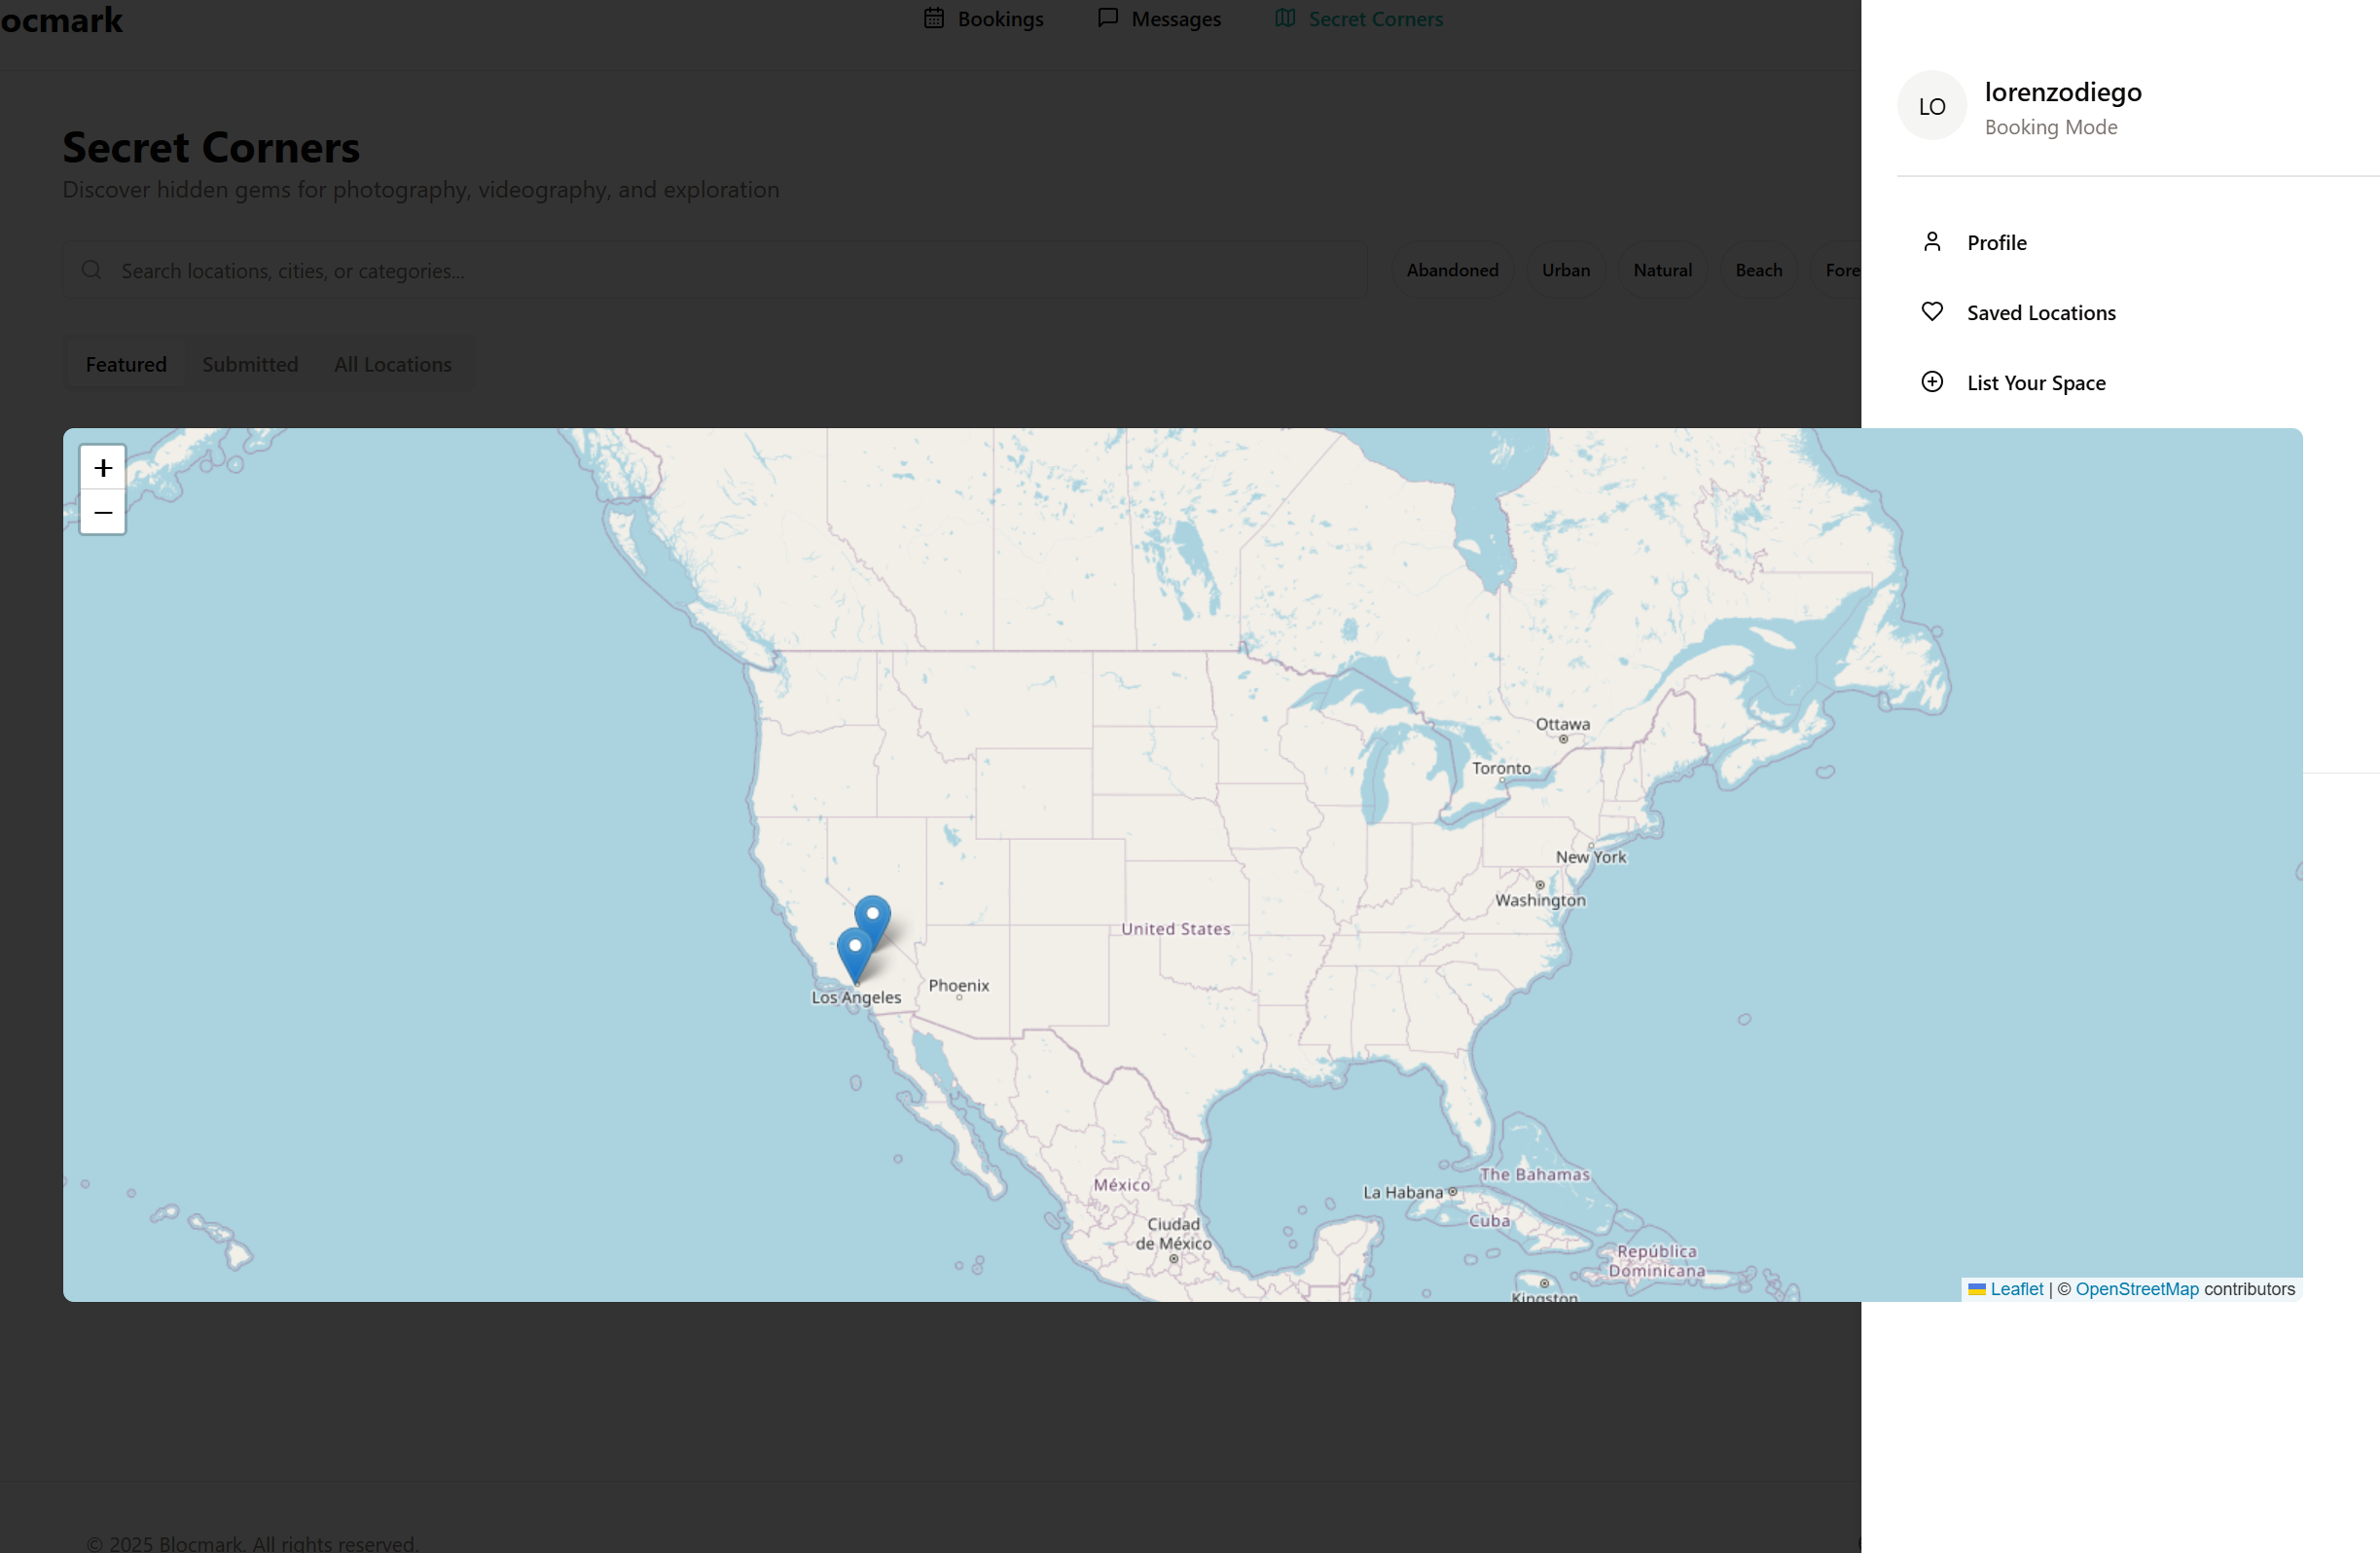 ocmark
Bookings
Messages
Secret Corners
LO
lorenzodiego
Booking Mode
Secret Corners
Discover hidden gems for photography, videography, and exploration
Search locations, cities, or categories...
Abandoned
Urban
Natural
Beach
Fore
Profile
Saved Locations
List Your Space
Featured
Submitted
All Locations
+
−
Ottawa
Toronto
New York
Washington
United States
Los Angeles
Phoenix
México
Ciudad
de México
La Habana
The Bahamas
Cuba
República
Dominicana
Kingston
Leaflet | © OpenStreetMap contributors
© 2025 Blocmark. All rights reserved.